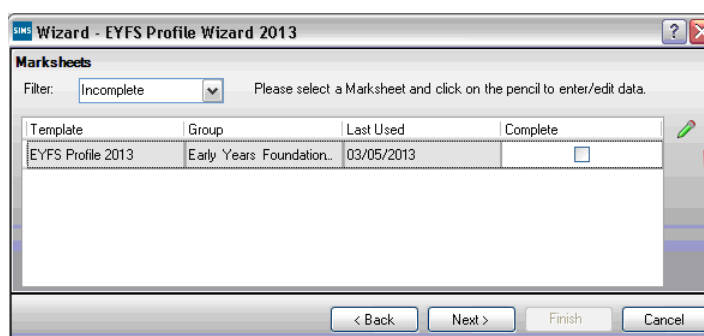 SIMS Wizard - EYFS Profile Wizard 2013 ?
Marksheets
Filter: Incomplete Please select a Marksheet and click on the pencil to enter/edit data.
Template Group Last Used Complete
EYFS Profile 2013 Early Years Foundation... 03/05/2013
< Back Next > Finish Cancel